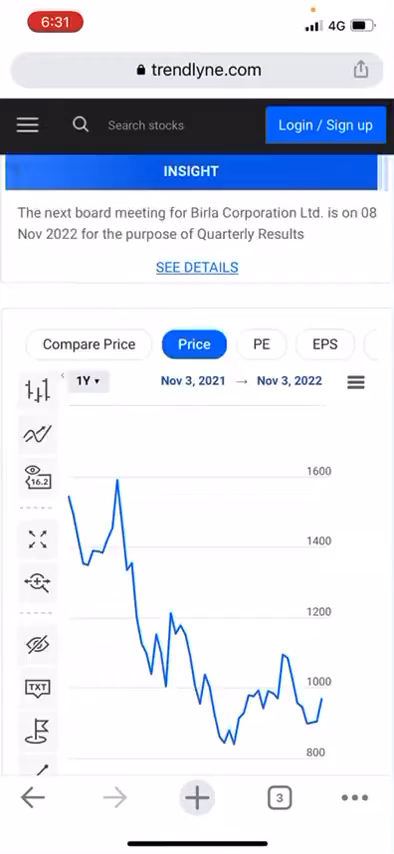 6:31
4G
trendlyne.com
Search stocks
Login / Sign up
INSIGHT
The next board meeting for Birla Corporation Ltd. is on 08
Nov 2022 for the purpose of Quarterly Results
SEE DETAILS
Compare Price
Price
PE
EPS
1Y
Nov 3, 2021 → Nov 3, 2022
16.2
1600
1400
1200
TXT
1000
800
3